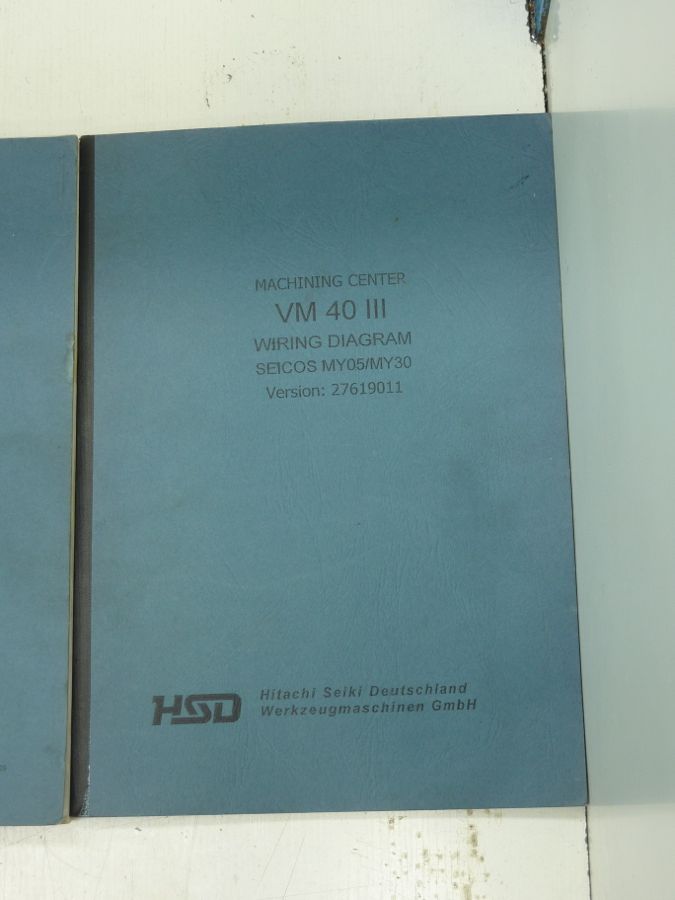 MACHINING CENTER
VM 40 III
WIRING DIAGRAM
SEICOS MY05/MY30
Version: 27619011
HSD
Hitachi Seiki Deutschland
Werkzeugmaschinen GmbH